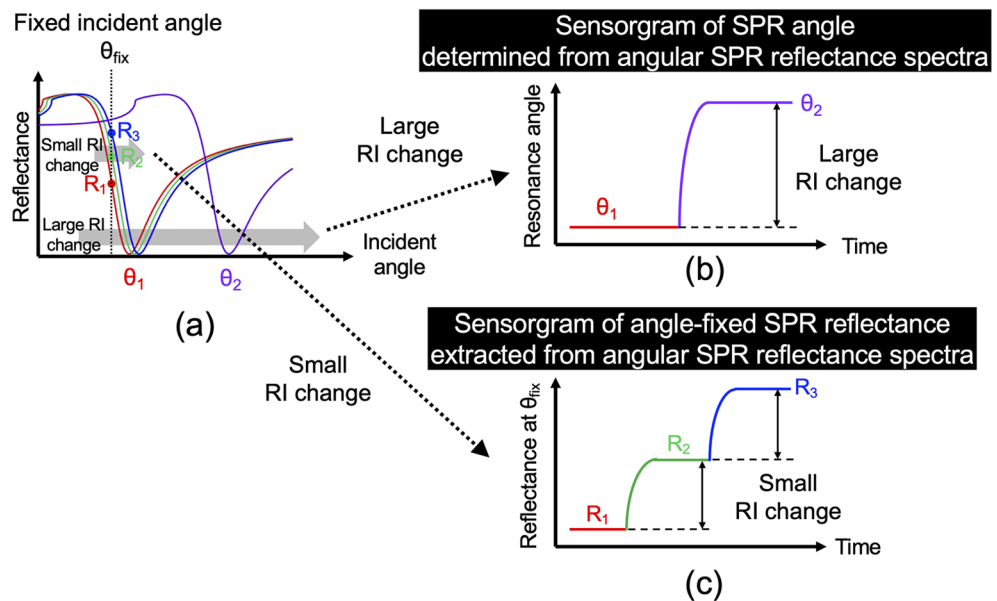 Fixed incident angle
θfix
Reflectance
R3
Small RI
change
R2
R1
Large RI
change
Incident
angle
θ1
θ2
(a)
Large
RI change
Small
RI change
Sensorgram of SPR angle
determined from angular SPR reflectance spectra
Resonance angle
θ1
θ2
Large
RI change
Time
(b)
Sensorgram of angle-fixed SPR reflectance
extracted from angular SPR reflectance spectra
Reflectance at θfix
R1
R2
R3
Small
RI change
Time
(c)